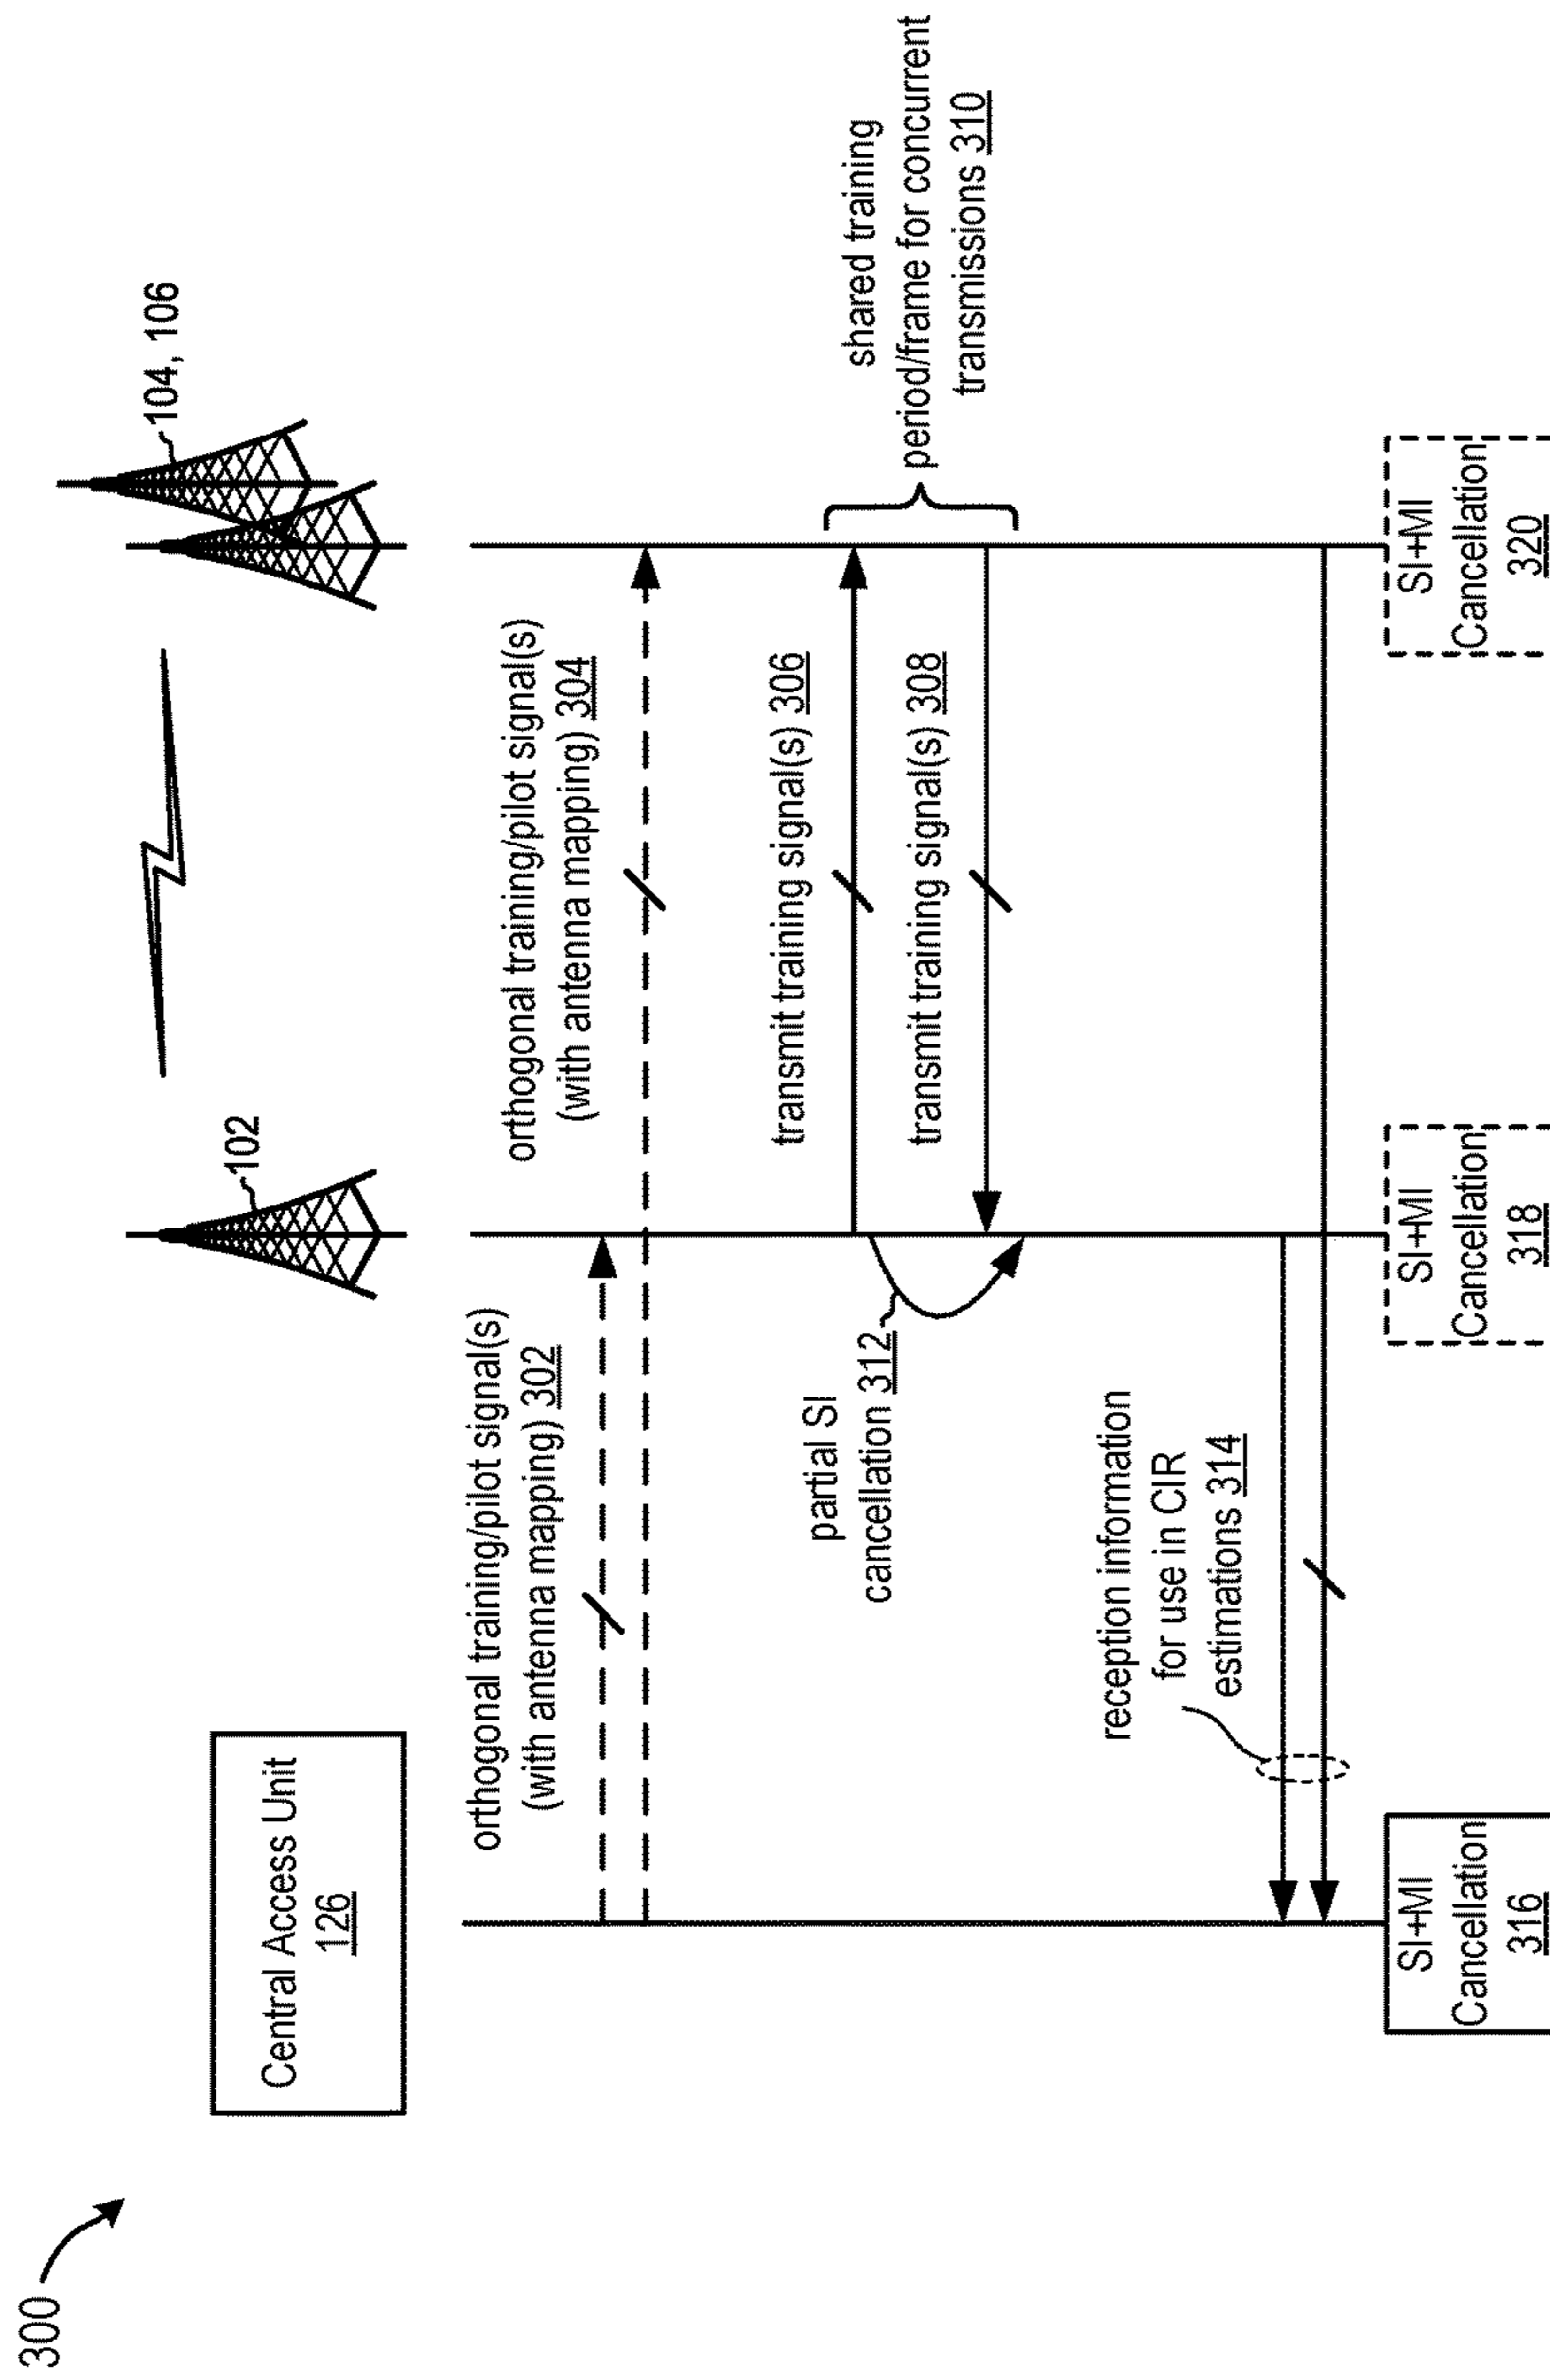 300
Central Access Unit
126
102
104, 106
orthogonal training/pilot signal(s)
(with antenna mapping) 302
orthogonal training/pilot signal(s)
(with antenna mapping) 304
transmit training signal(s) 306
transmit training signal(s) 308
shared training
period/frame for concurrent
transmissions 310
partial SI
cancellation 312
reception information
for use in CIR
estimations 314
SI+MI
Cancellation
316
SI+MI
Cancellation
318
SI+MI
Cancellation
320